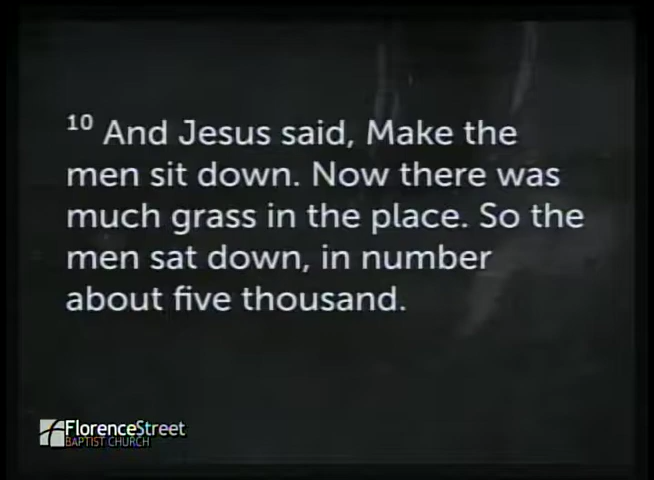 10 And Jesus said, Make the
men sit down. Now there was
much grass in the place. So the
men sat down, in number
about five thousand.
FlorenceStreet
BAPTIST CHURCH